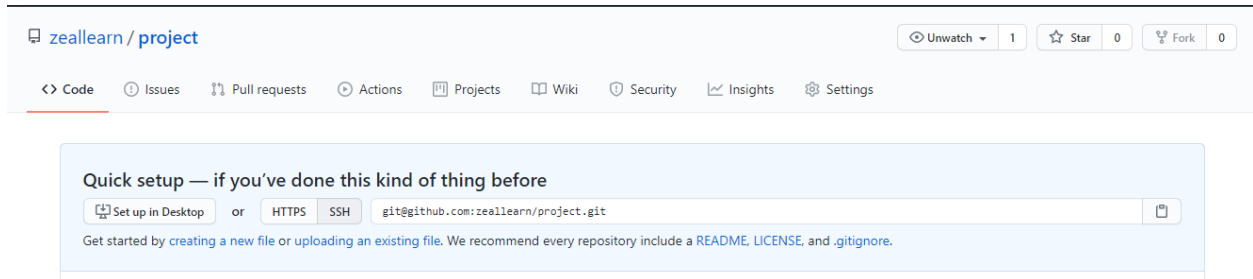 zeallearn / project
Unwatch 1 Star 0 Fork 0
<> Code Issues Pull requests Actions Projects Wiki Security Insights Settings
Quick setup — if you've done this kind of thing before
Set up in Desktop or HTTPS SSH git@github.com:zeallearn/project.git
Get started by creating a new file or uploading an existing file. We recommend every repository include a README, LICENSE, and .gitignore.